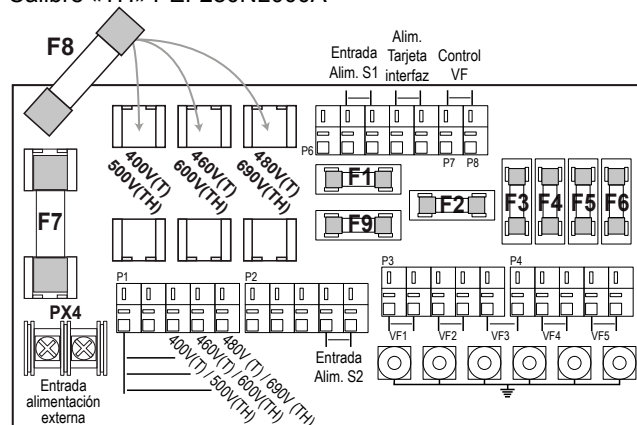 F8
Entrada
Alim. S1
Alim.
Tarjeta
interfaz
Control
VF
400V(T)
500V(TH)
460V(T)
600V(TH)
480V(T)
690V(TH)
P6
P7 P8
F1
F9
F2
F3 F4 F5 F6
F7
PX4
Entrada
alimentación
externa
P1
P2
P3
P4
400V(T) / 500V(TH)
460V(T) / 600V(TH)
480V(T) / 690V (TH)
Entrada
Alim. S2
VF1 VF2 VF3 VF4 VF5